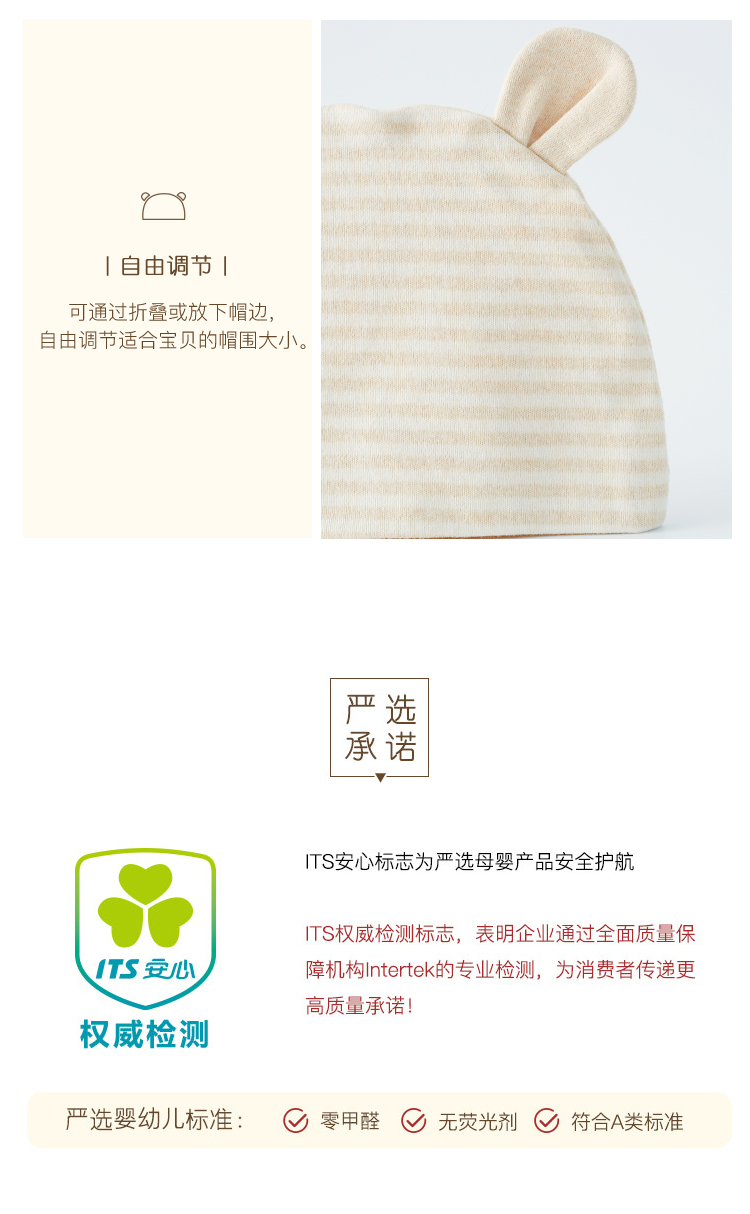 自由调节
可通过折叠或放下帽边，
自由调节适合宝贝的帽围大小。
严选
承诺
ITS安心标志为严选母婴产品安全护航
ITS权威检测标志，表明企业通过全面质量保
障机构Intertek的专业检测，为消费者传递更
高质量承诺！
ITS 安心
权威检测
严选婴幼儿标准： 零甲醛 无荧光剂 符合A类标准